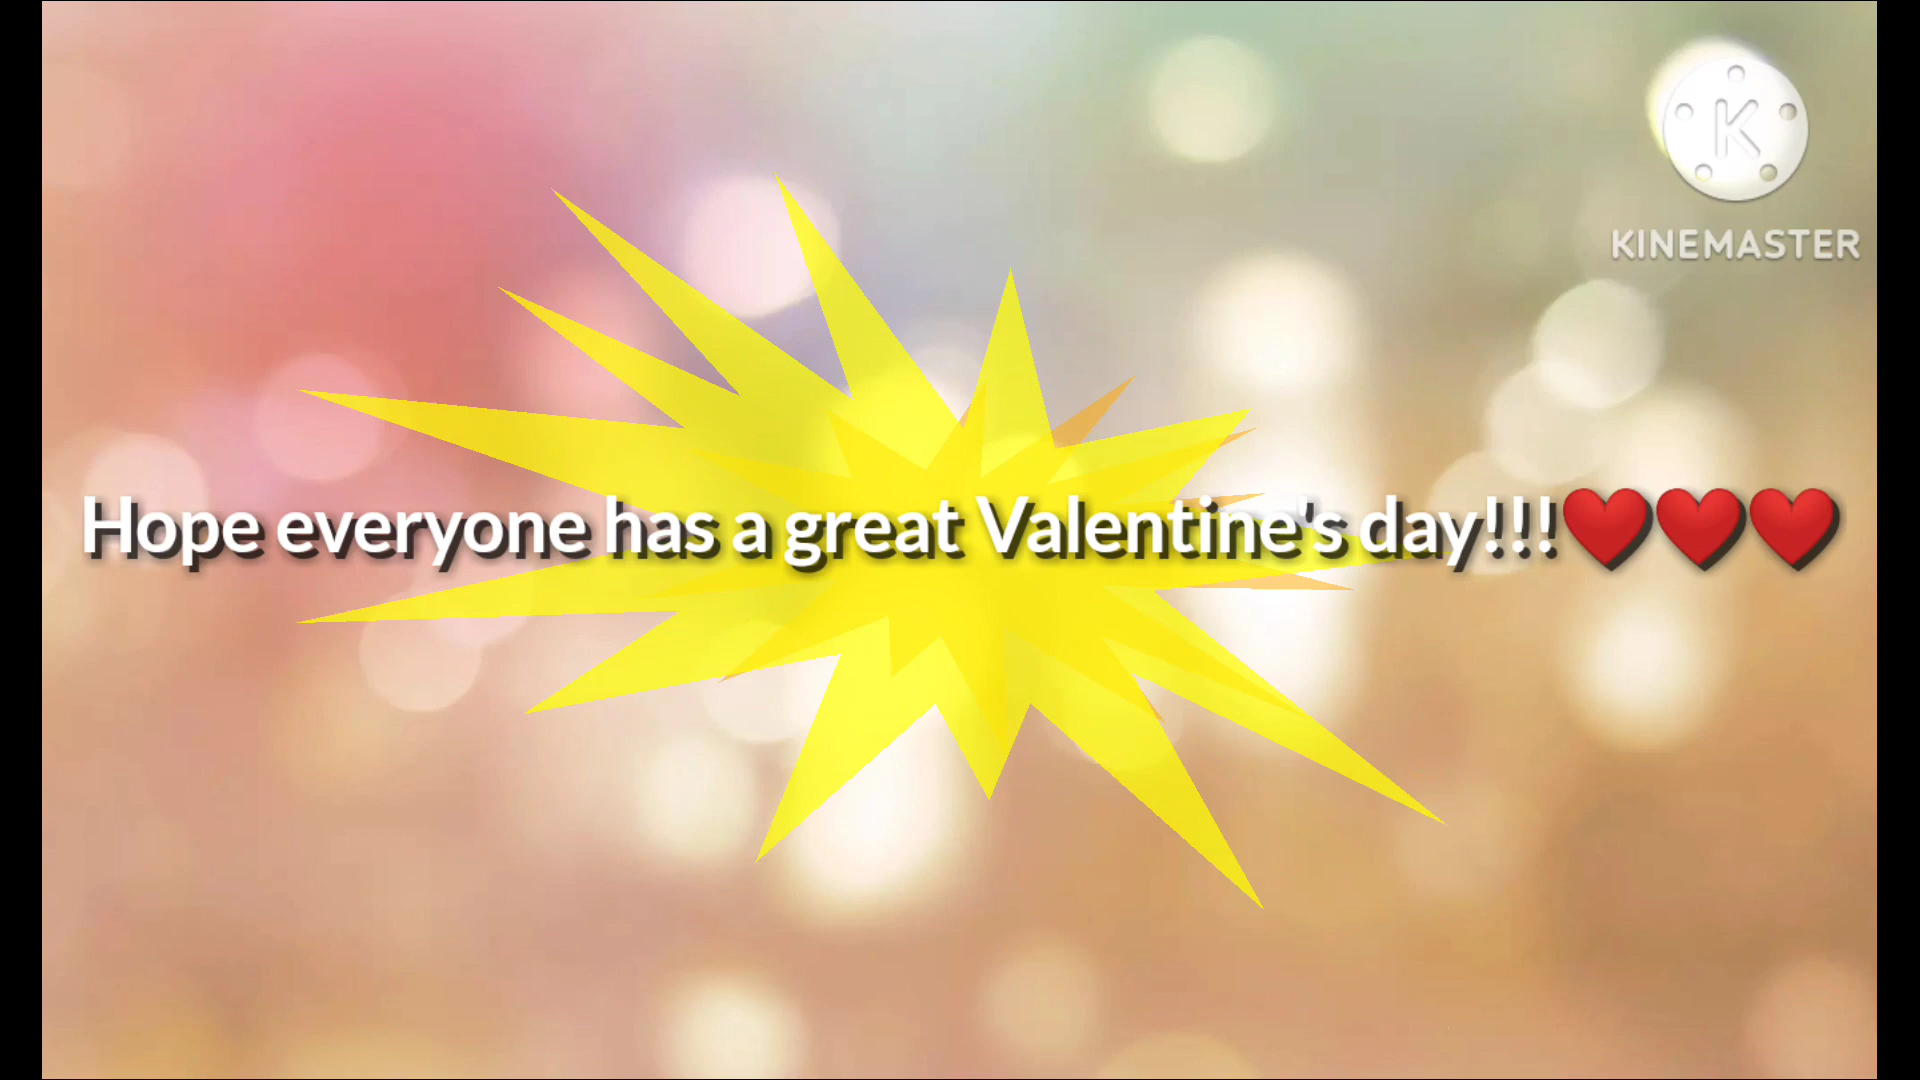 K
KINEMASTER
Hope everyone has a great Valentine's day!!!❤️❤️❤️